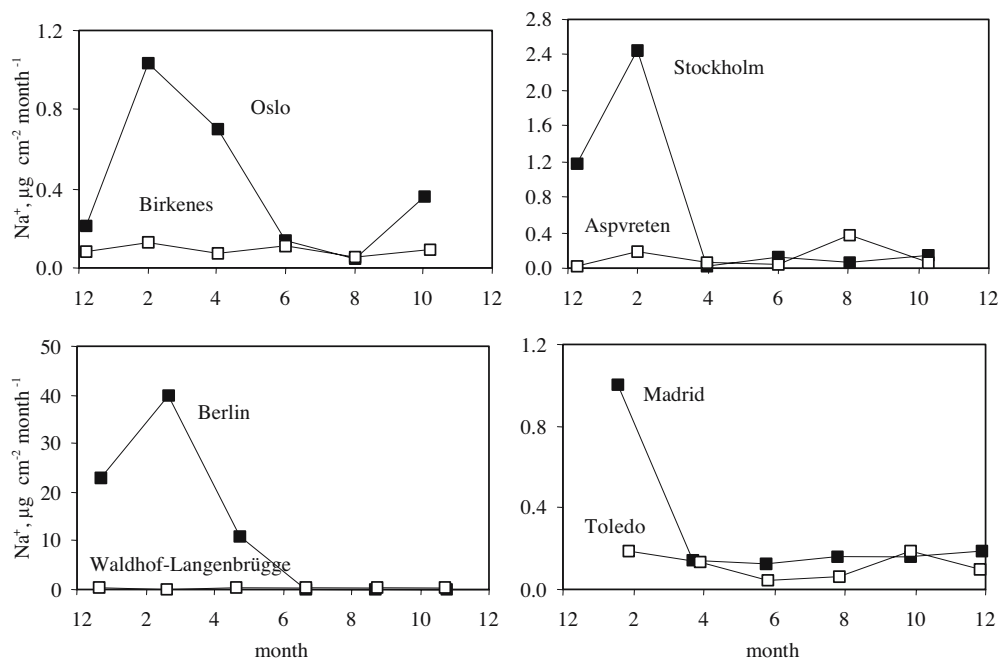 Na⁺, µg cm⁻² month⁻¹
1.2
0.8
0.4
0.0
12 2 4 6 8 10 12
Oslo
Birkenes
2.8
2.4
2.0
1.6
1.2
0.8
0.4
0.0
12 2 4 6 8 10 12
Stockholm
Aspvreten
Na⁺, µg cm⁻² month⁻¹
50
40
30
20
10
0
12 2 4 6 8 10 12
Berlin
Waldhof-Langenbrügge
month
1.2
0.8
0.4
0.0
12 2 4 6 8 10 12
Madrid
Toledo
month